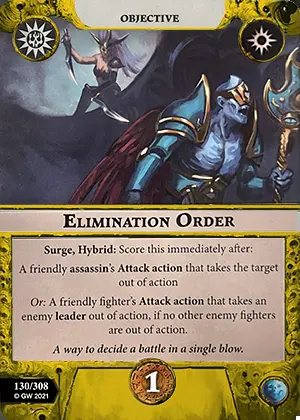 OBJECTIVE
ELIMINATION ORDER
Surge, Hybrid: Score this immediately after:
A friendly assassin's Attack action that takes the target
out of action
Or: A friendly fighter's Attack action that takes an
enemy leader out of action, if no other enemy fighters
are out of action.
A way to decide a battle in a single blow.
130/308
© GW 2021
1